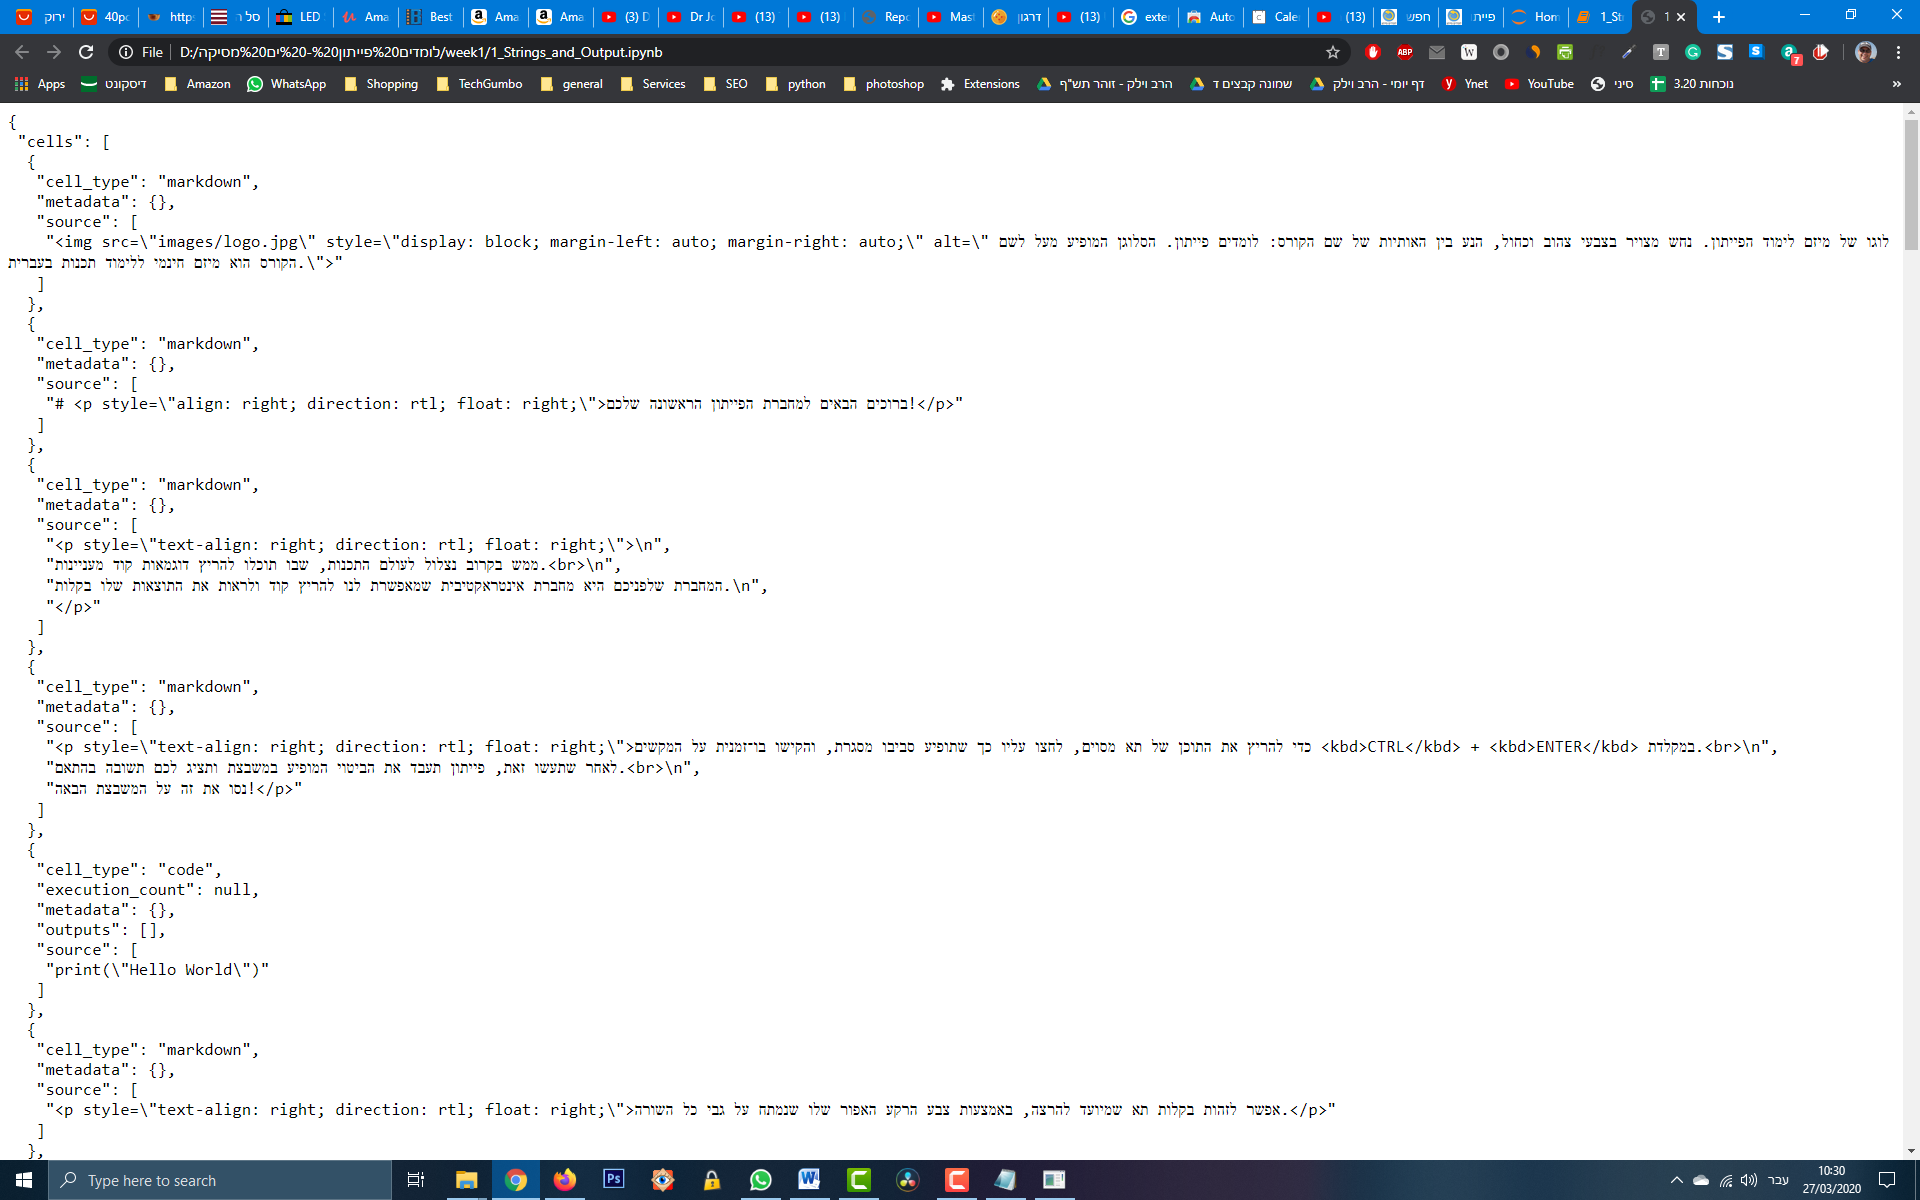 ירוק
40pc
http:
סל ר
LED
Ama
Best
Ama
Ama
(3) D
Dr Jo
(13)
(13)
Repo
Mast
דרגון
(13)
exter
Auto
Cale
(13)
חפש
פיית
Horn
1_St
1
File
D:/לומדים%20פייתון%20-%20ים%20מסיקה/week1/1_Strings_and_Output.ipynb
Apps
דיסקונט
Amazon
WhatsApp
Shopping
TechGumbo
general
Services
SEO
python
photoshop
Extensions
הרב וילק - זוהר תש"ף
שמונה קבצים ד
דף יומי - הרב וילק
Ynet
YouTube
סיני
נוכחות 3.20
»
{
"cells": [
{
"cell_type": "markdown",
"metadata": {},
"source": [
"<img src=\"images/logo.jpg\" style=\"display: block; margin-left: auto; margin-right: auto;\" alt=\"לוגו של מיזם לימוד הפייתון. נחש מצויר בצבעי צהוב וכחול, הנע בין האותיות של שם הקורס: לומדים פייתון. הסלוגן המופיע מעל לשם
הקורס הוא מיזם חינמי ללימוד תכנות בעברית.\">"
]
},
{
"cell_type": "markdown",
"metadata": {},
"source": [
"# <p style=\"align: right; direction: rtl; float: right;\">ברוכים הבאים למחברת הפייתון הראשונה שלכם!</p>"
]
},
{
"cell_type": "markdown",
"metadata": {},
"source": [
"<p style=\"text-align: right; direction: rtl; float: right;\">\n",
"ממש בקרוב נצלול לעולם התכנות, שבו תוכלו להריץ דוגמאות קוד מעניינות.<br>\n",
"המחברת שלפניכם היא מחברת אינטראקטיבית שמאפשרת לנו להריץ קוד ולראות את התוצאות שלו בקלות.\n",
"</p>"
]
},
{
"cell_type": "markdown",
"metadata": {},
"source": [
"<p style=\"text-align: right; direction: rtl; float: right;\">כדי להריץ את התוכן של תא מסוים, לחצו עליו כך שתופיע סביבו מסגרת, והקישו בו־זמנית על המקשים <kbd>CTRL</kbd> + <kbd>ENTER</kbd> במקלדת.<br>\n",
"לאחר שתעשו זאת, פייתון תעבד את הביטוי המופיע במשבצת ותציג לכם תשובה בהתאם.<br>\n",
"נסו את זה על המשבצת הבאה!</p>"
]
},
{
"cell_type": "code",
"execution_count": null,
"metadata": {},
"outputs": [],
"source": [
"print(\"Hello World\")"
]
},
{
"cell_type": "markdown",
"metadata": {},
"source": [
"<p style=\"text-align: right; direction: rtl; float: right;\">אפשר לזהות בקלות תא שמיועד להרצה, באמצעות צבע הרקע האפור שלו שנמתח על גבי כל השורה.</p>"
]
},
Type here to search
עבר
10:30
27/03/2020